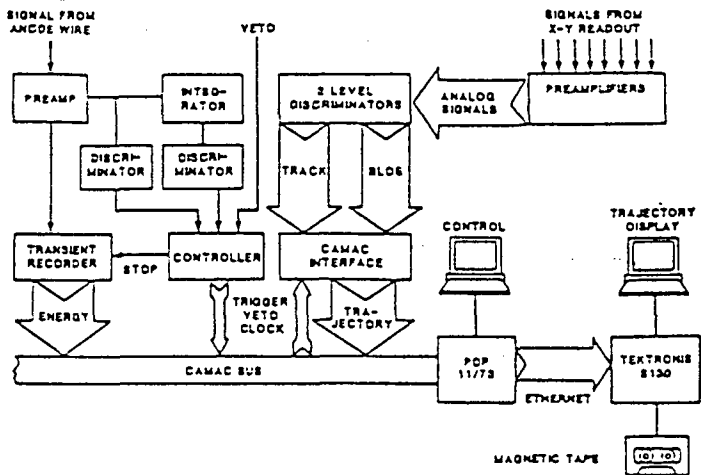 SIGNAL FROM
ANODE WIRE
VETO
SIGNALS FROM
X-Y READOUT
PREAMP
INTEG-
RATOR
2 LEVEL
DISCRIMINATORS
ANALOG
SIGNALS
PREAMPLIFIERS
DISCRI-
MINATOR
DISCRI-
MINATOR
TRACK
BLOB
CONTROL
TRAJECTORY
DISPLAY
TRANSIENT
RECORDER
STOP
CONTROLLER
CAMAC
INTERFACE
ENERGY
TRIGGER
VETO
CLOCK
TRA-
JECTORY
CAMAC BUS
PDP
11/73
ETHERNET
TEKTRONIS
6130
MAGNETIC TAPE